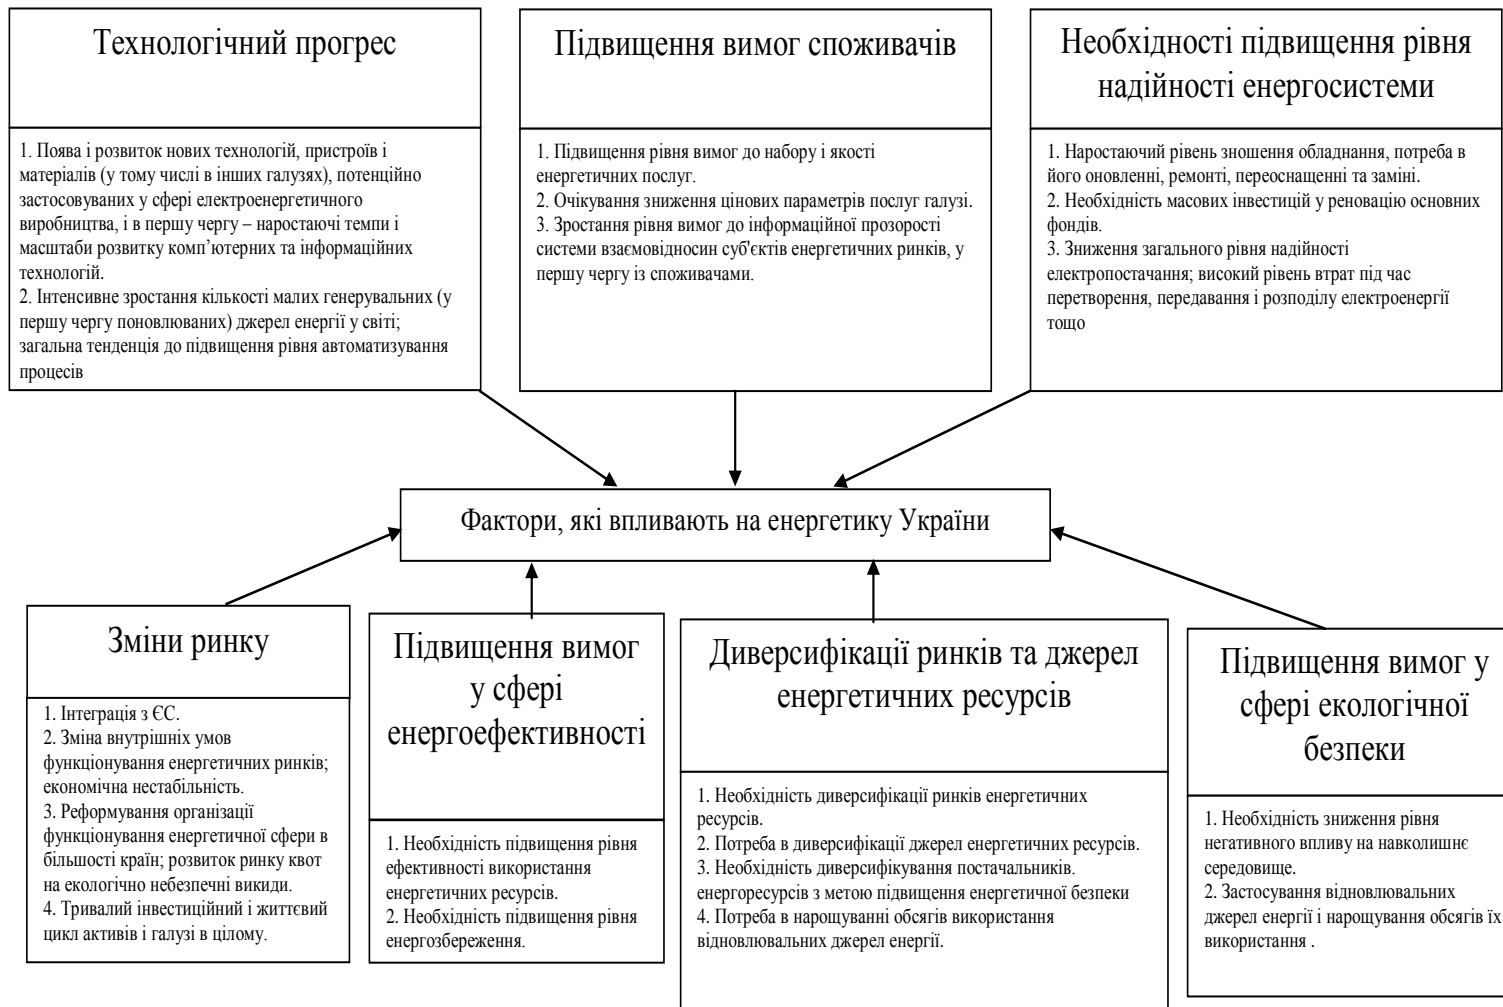 Технологічний прогрес
1. Поява і розвиток нових технологій, пристроїв і
матеріалів (у тому числі в інших галузях), потенційно
застосовуваних у сфері електроенергетичного
виробництва, і в першу чергу – наростаючі темпи і
масштаби розвитку комп’ютерних та інформаційних
технологій.
2. Інтенсивне зростання кількості малих генерувальних (у
першу чергу поновлюваних) джерел енергії у світі;
загальна тенденція до підвищення рівня автоматизування
процесів
Підвищення вимог споживачів
1. Підвищення рівня вимог до набору і якості
енергетичних послуг.
2. Очікування зниження цінових параметрів послуг галузі.
3. Зростання рівня вимог до інформаційної прозорості
системи взаємовідносин суб'єктів енергетичних ринків, у
першу чергу із споживачами.
Необхідності підвищення рівня
надійності енергосистеми
1. Наростаючий рівень зношення обладнання, потреба в
його оновленні, ремонті, переоснащенні та заміні.
2. Необхідність масових інвестицій у реновацію основних
фондів.
3. Зниження загального рівня надійності
електропостачання; високий рівень втрат під час
перетворення, передавання і розподілу електроенергії
тощо
Фактори, які впливають на енергетику України
Зміни ринку
1. Інтеграція з ЄС.
2. Зміна внутрішніх умов
функціонування енергетичних ринків;
економічна нестабільність.
3. Реформування організації
функціонування енергетичної сфери в
більшості країн; розвиток ринку квот
на екологічно небезпечні викиди.
4. Тривалий інвестиційний і життєвий
цикл активів і галузі в цілому.
Підвищення вимог
у сфері
енергоефективності
1. Необхідність підвищення рівня
ефективності використання
енергетичних ресурсів.
2. Необхідність підвищення рівня
енергозбереження.
Диверсифікації ринків та джерел
енергетичних ресурсів
1. Необхідність диверсифікації ринків енергетичних
ресурсів.
2. Потреба в диверсифікації джерел енергетичних ресурсів.
3. Необхідність диверсифікування постачальників.
енергоресурсів з метою підвищення енергетичної безпеки
4. Потреба в нарощуванні обсягів використання
відновлювальних джерел енергії.
Підвищення вимог у
сфері екологічної
безпеки
1. Необхідність зниження рівня
негативного впливу на навколишнє
середовище.
2. Застосування відновлювальних
джерел енергії і нарощування обсягів їх
використання .